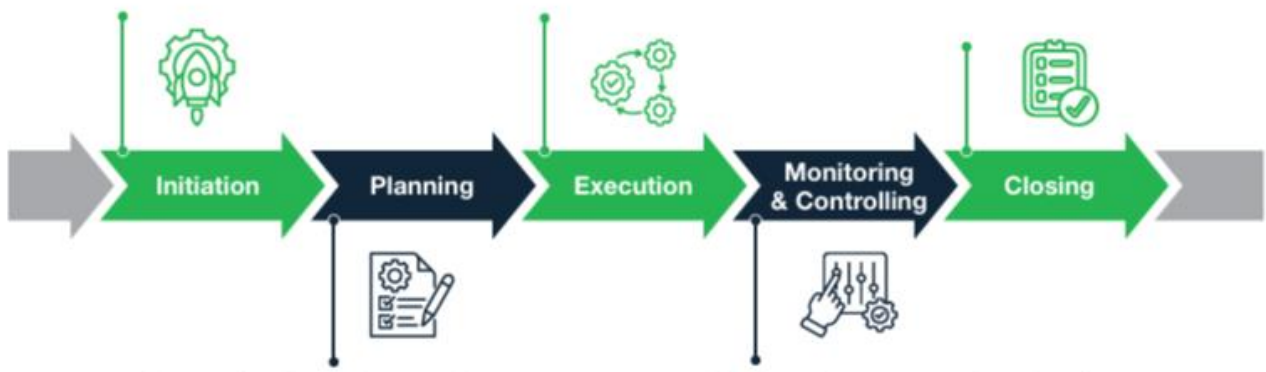 Initiation
Planning
Execution
Monitoring
& Controlling
Closing